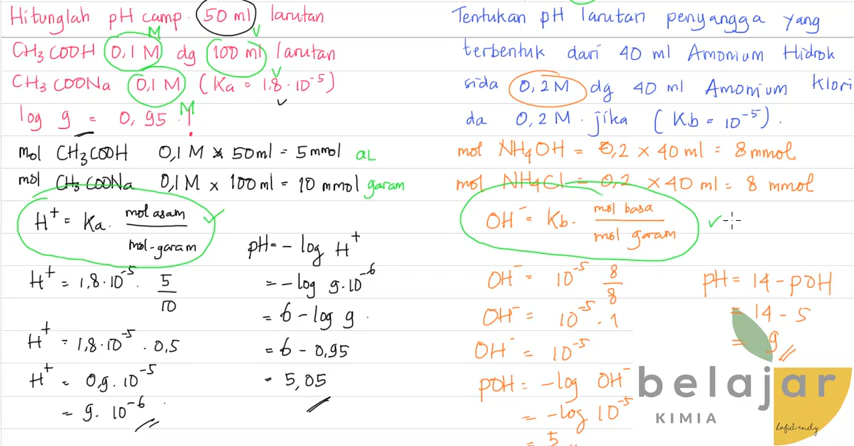 Hitunglah pH camp. 50 ml larutan
CH3COOH 0,1 M dg 100 ml larutan
CH3COONa 0,1 M (Ka = 1,8 · 10⁻⁵)
log 9 = 0,95 · !
mol CH3COOH 0,1 M × 50 ml = 5 mmol aL
mol CH3COONa 0,1 M × 100 ml = 10 mmol garam
H⁺ = Ka · mol asam / mol garam ✓
H⁺ = 1,8 · 10⁻⁵ 5/10
H⁺ = 1,8 · 10⁻⁵ · 0,5
H⁺ = 0,9 · 10⁻⁵
= 9 · 10⁻⁶
pH = - log H⁺
= - log 9 · 10⁻⁶
= 6 - log 9 ·
= 6 - 0,95
= 5,05
Tentukan pH larutan penyangga yang
terbentuk dari 40 ml Amonium Hidrok
sida 0,2 M dg 40 ml Amonium Klori
da 0,2 M · jika (Kb = 10⁻⁵) ·
mol NH4OH = 0,2 × 40 ml = 8 mmol
mol NH4Cl = 0,2 × 40 ml = 8 mmol
OH⁻ = Kb · mol basa / mol garam ✓
OH⁻ = 10⁻⁵ 8/8
OH⁻ = 10⁻⁵ · 1
OH⁻ = 10⁻⁵
pOH = - log OH⁻
= - log 10⁻⁵
= 5
pH = 14 - pOH
= 14 - 5
= 9
belajar
KIMIA